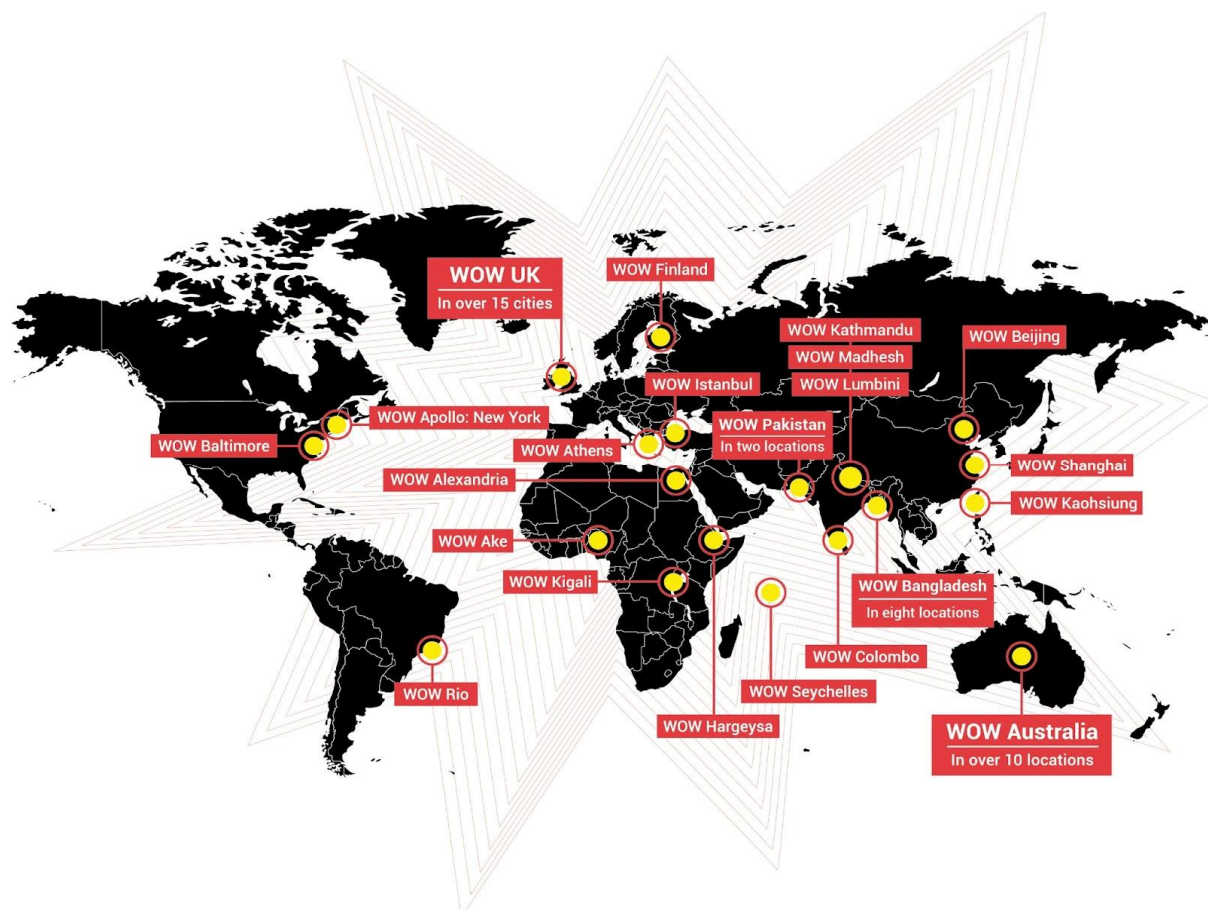 WOW UK
In over 15 cities
WOW Finland
WOW Kathmandu
WOW Madhesh
WOW Lumbini
WOW Beijing
WOW Istanbul
WOW Apollo: New York
WOW Pakistan
In two locations
WOW Baltimore
WOW Athens
WOW Shanghai
WOW Alexandria
WOW Kaohsiung
WOW Ake
WOW Kigali
WOW Bangladesh
In eight locations
WOW Colombo
WOW Rio
WOW Seychelles
WOW Hargeysa
WOW Australia
In over 10 locations